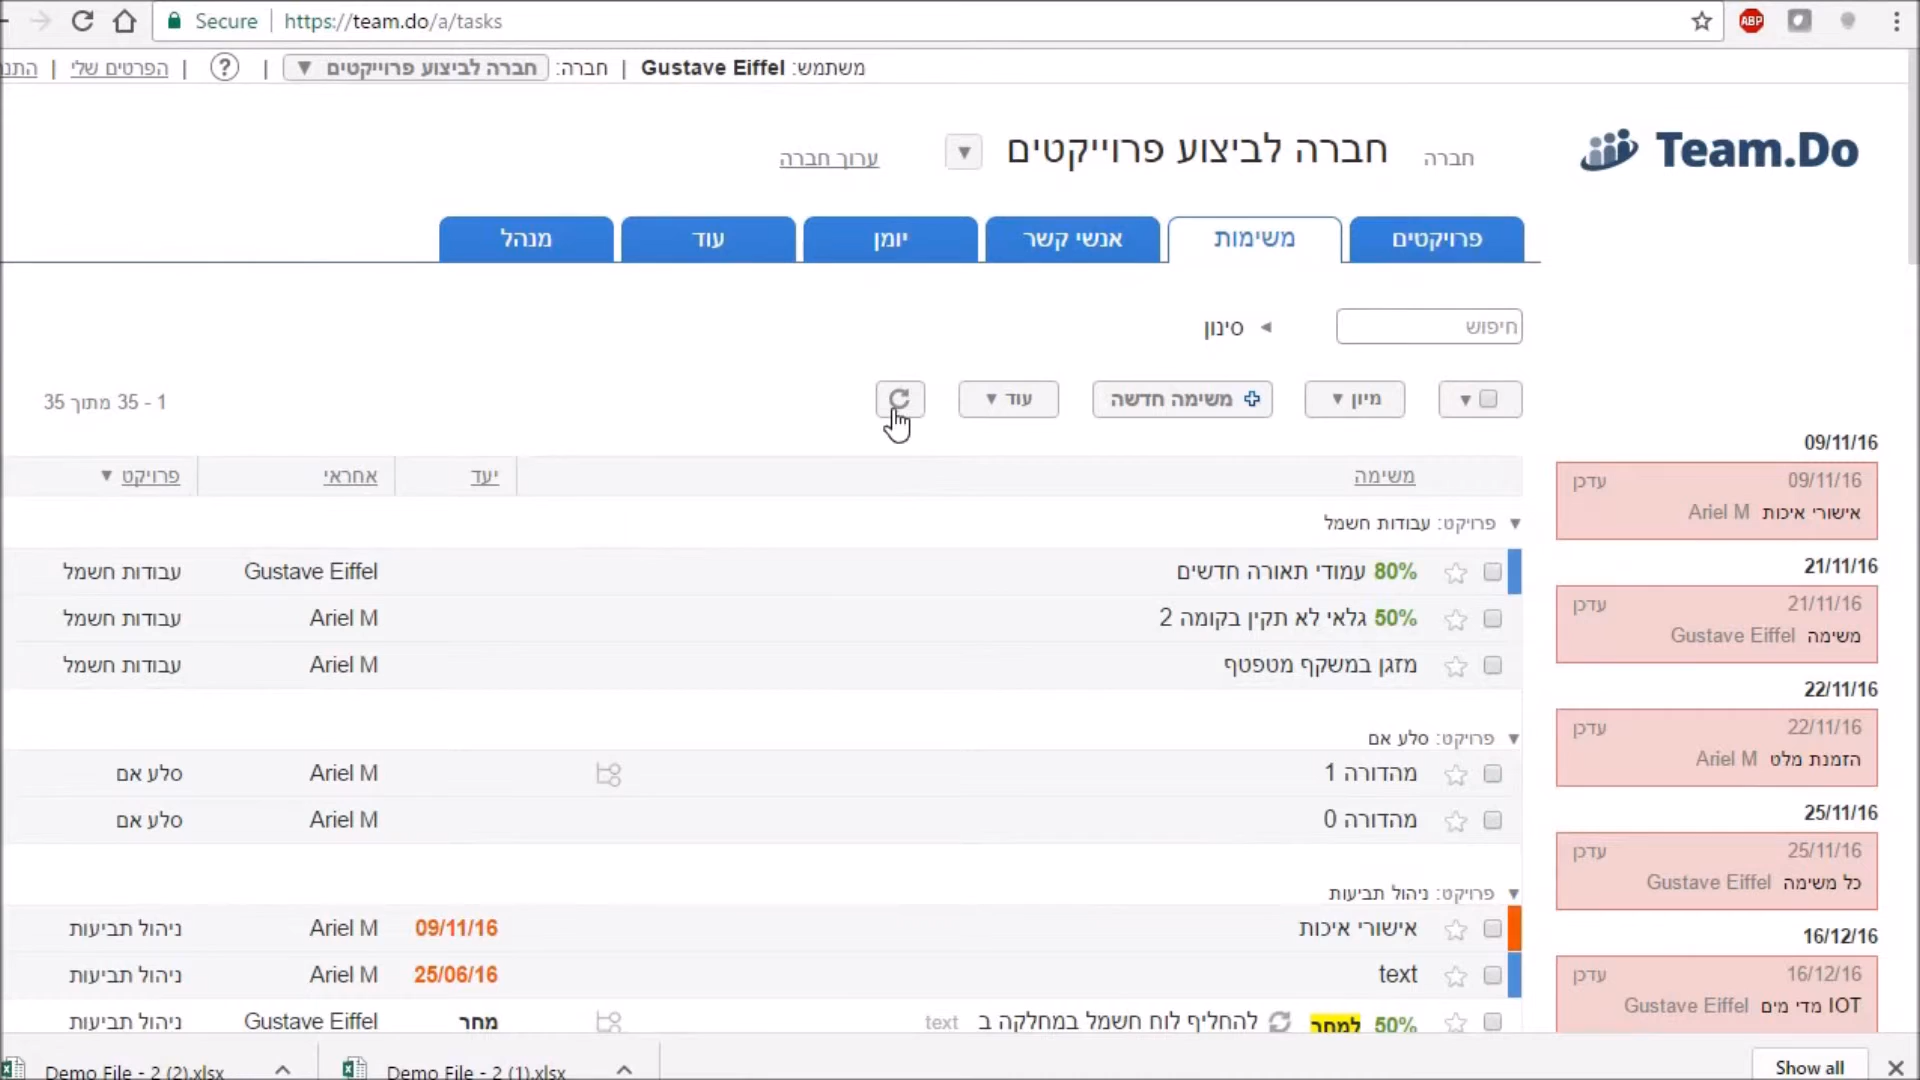 Secure https://team.do/a/tasks
ABP
משתמש: Gustave Eiffel | חברה: חברה לביצוע פרוייקטים ▼ | ? | הפרטים שלי |
Team.Do
חברה חברה לביצוע פרוייקטים ▼ ערוך חברה
פרויקטים משימות אנשי קשר יומן עוד מנהל
חיפוש סינון
מיון ▼ משימה חדשה עוד ▼
1 - 35 מתוך 35
משימה יעד אחראי פרויקט ▼
פרויקט: עבודות חשמל
80% עמודי תאורה חדשים Gustave Eiffel עבודות חשמל
50% גלאי לא תקין בקומה 2 Ariel M עבודות חשמל
מזגן במשקף מטפטף Ariel M עבודות חשמל
פרויקט: סלע אם
מהדורה 1 Ariel M סלע אם
מהדורה 0 Ariel M סלע אם
פרויקט: ניהול תביעות
אישורי איכות 09/11/16 Ariel M ניהול תביעות
text 25/06/16 Ariel M ניהול תביעות
50% למחר להחליף לוח חשמל במחלקה ב text מחר Gustave Eiffel ניהול תביעות
09/11/16
09/11/16 עדכן
אישורי איכות Ariel M
21/11/16
21/11/16 עדכן
משימה Gustave Eiffel
22/11/16
22/11/16 עדכן
הזמנת מלט Ariel M
25/11/16
25/11/16 עדכן
כל משימה Gustave Eiffel
16/12/16
16/12/16 עדכן
IOT מדי מים Gustave Eiffel
Demo File - 2 (2).xlsx Demo File - 2 (1).xlsx Show all